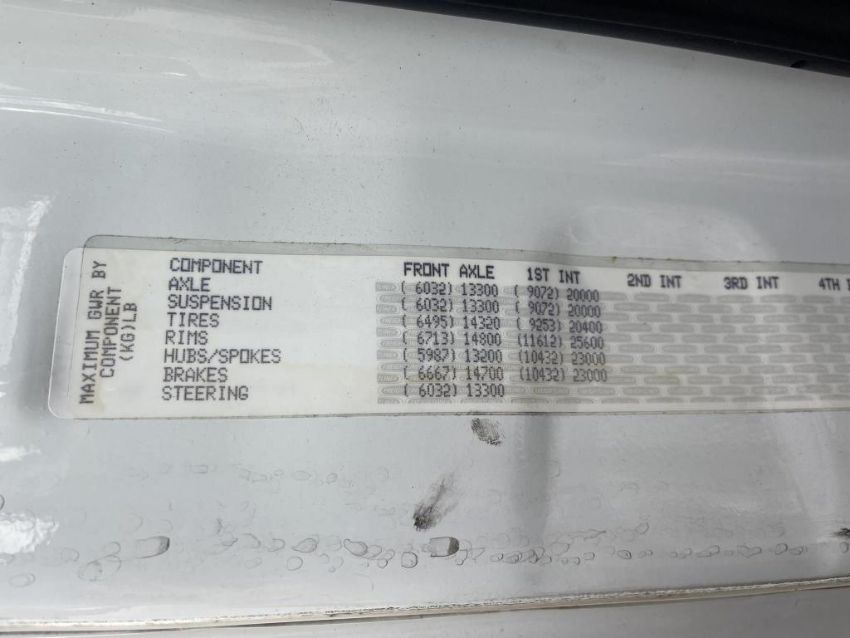 MAXIMUM GWR BY
COMPONENT
(KG)LB
COMPONENT FRONT AXLE 1ST INT 2ND INT 3RD INT 4TH
AXLE ( 6032) 13300 ( 9072) 20000
SUSPENSION ( 6032) 13300 ( 9072) 20000
TIRES ( 6495) 14320 ( 9253) 20400
RIMS ( 6713) 14800 (11612) 25600
HUBS/SPOKES ( 5987) 13200 (10432) 23000
BRAKES ( 6667) 14700 (10432) 23000
STEERING ( 6032) 13300